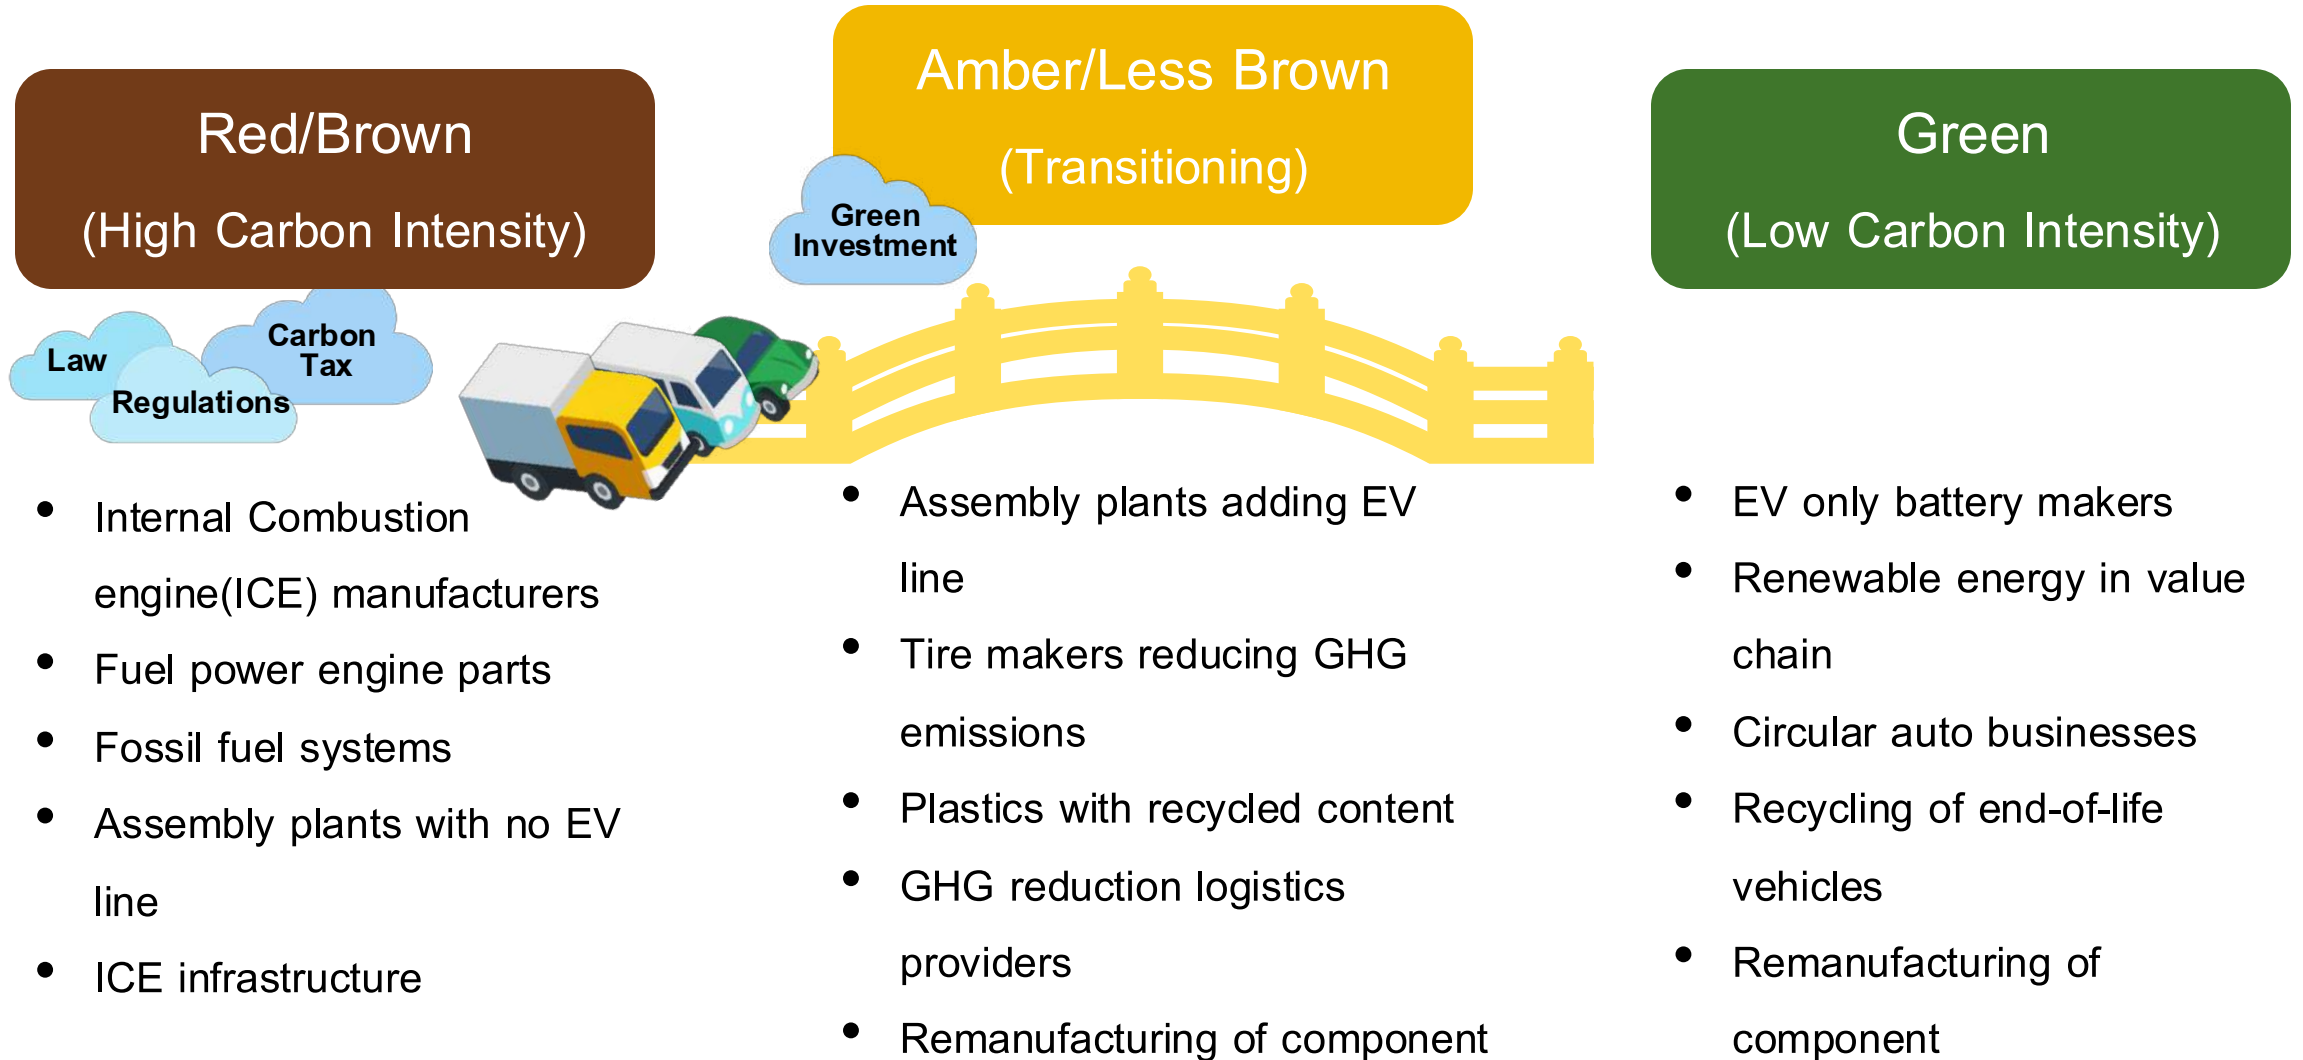 Red/Brown
(High Carbon Intensity)
Law
Regulations
Carbon
Tax
• Internal Combustion
engine(ICE) manufacturers
• Fuel power engine parts
• Fossil fuel systems
• Assembly plants with no EV
line
• ICE infrastructure
Amber/Less Brown
(Transitioning)
Green
Investment
• Assembly plants adding EV
line
• Tire makers reducing GHG
emissions
• Plastics with recycled content
• GHG reduction logistics
providers
• Remanufacturing of component
Green
(Low Carbon Intensity)
• EV only battery makers
• Renewable energy in value
chain
• Circular auto businesses
• Recycling of end-of-life
vehicles
• Remanufacturing of
component